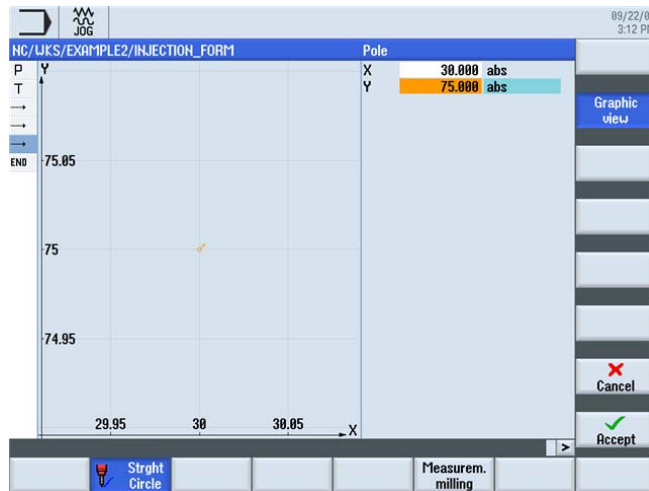 JOG
09/22/0
3:12 P
NC/WKS/EXAMPLE2/INJECTION_FORM
Pole
P
T
END
Y
75.05
75
74.95
29.95 30 30.05 X
X 30.000 abs
Y 75.000 abs
Graphic
view
Cancel
Accept
>
Strght
Circle
Measurem.
milling